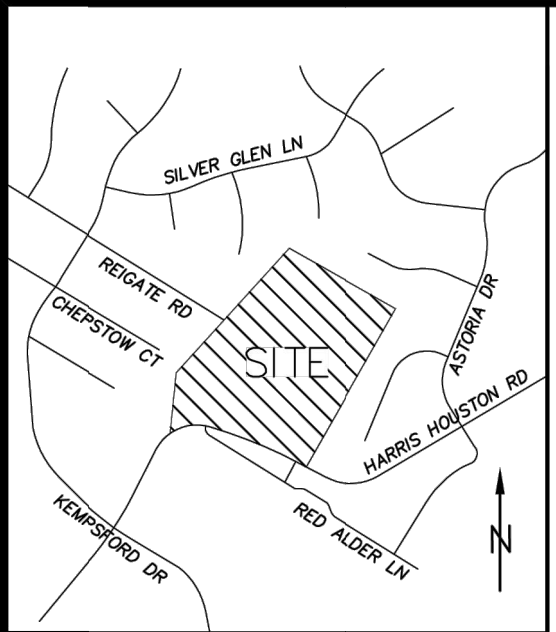 SILVER GLEN LN
REIGATE RD
CHEPSTOW CT
SITE
ASTORIA DR
HARRIS HOUSTON RD
RED ALDER LN
KEMPSFORD DR
N